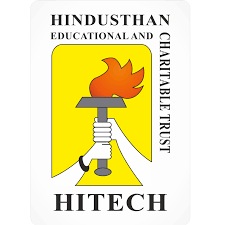 HINDUSTHAN
EDUCATIONAL AND
CHARITABLE TRUST
HITECH